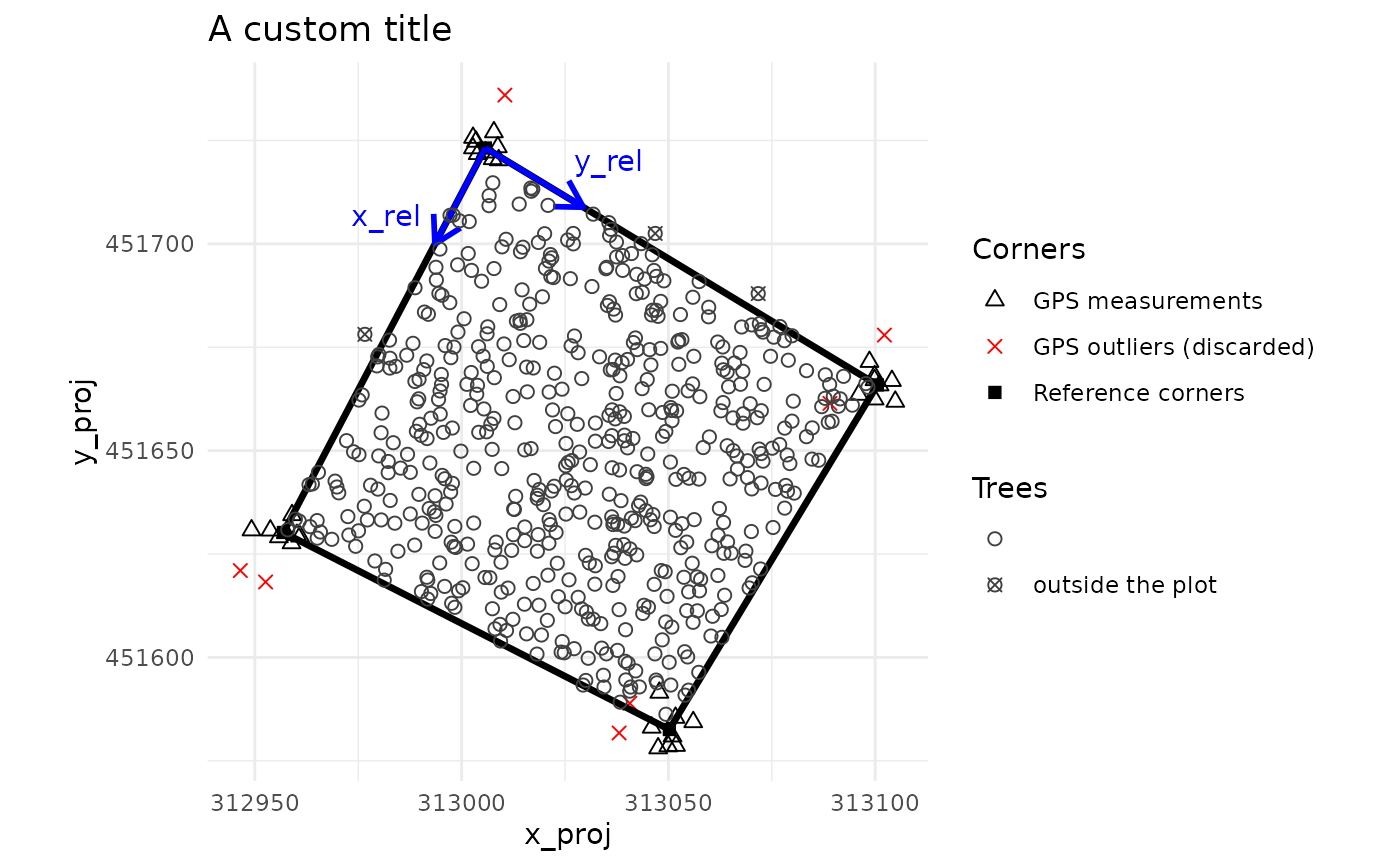 A custom title
y_rel
x_rel
451700
451650
451600
y_proj
312950
313000
313050
313100
x_proj
Corners
GPS measurements
GPS outliers (discarded)
Reference corners
Trees
outside the plot